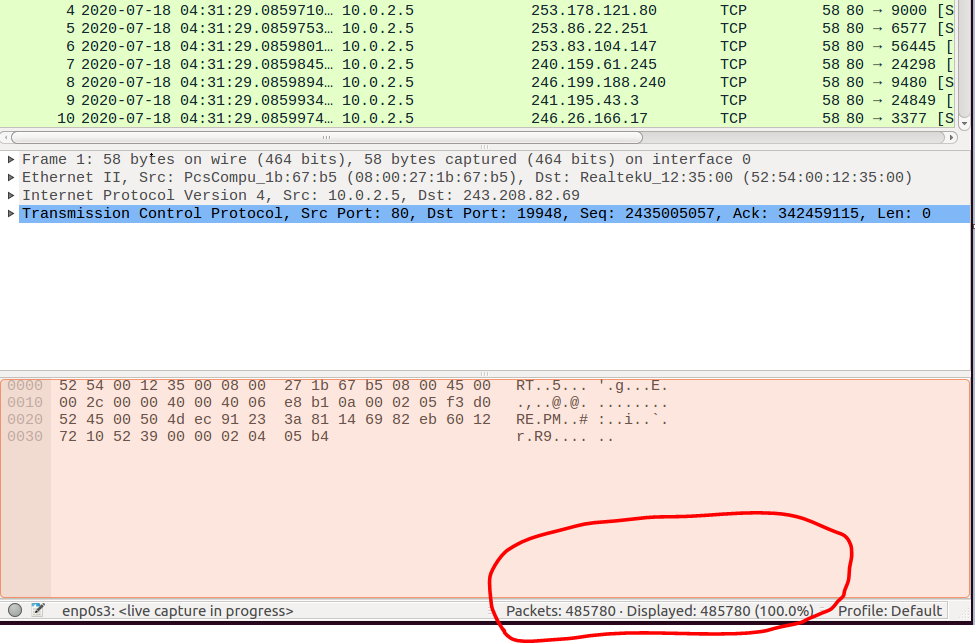 4 2020-07-18 04:31:29.0859710… 10.0.2.5 253.178.121.80 TCP 58 80 → 9000 [S
5 2020-07-18 04:31:29.0859753… 10.0.2.5 253.86.22.251 TCP 58 80 → 6577 [S
6 2020-07-18 04:31:29.0859801… 10.0.2.5 253.83.104.147 TCP 58 80 → 56445 [
7 2020-07-18 04:31:29.0859845… 10.0.2.5 240.159.61.245 TCP 58 80 → 24298 [
8 2020-07-18 04:31:29.0859894… 10.0.2.5 246.199.188.240 TCP 58 80 → 9480 [S
9 2020-07-18 04:31:29.0859934… 10.0.2.5 241.195.43.3 TCP 58 80 → 24849 [
10 2020-07-18 04:31:29.0859974… 10.0.2.5 246.26.166.17 TCP 58 80 → 3377 [S
Frame 1: 58 bytes on wire (464 bits), 58 bytes captured (464 bits) on interface 0
Ethernet II, Src: PcsCompu_1b:67:b5 (08:00:27:1b:67:b5), Dst: RealtekU_12:35:00 (52:54:00:12:35:00)
Internet Protocol Version 4, Src: 10.0.2.5, Dst: 243.208.82.69
Transmission Control Protocol, Src Port: 80, Dst Port: 19948, Seq: 2435005057, Ack: 342459115, Len: 0
0000 52 54 00 12 35 00 08 00 27 1b 67 b5 08 00 45 00 RT..5... '.g...E.
0010 00 2c 00 00 40 00 40 06 e8 b1 0a 00 02 05 f3 d0 .,..@.@. ........
0020 52 45 00 50 4d ec 91 23 3a 81 14 69 82 eb 60 12 RE.PM..# :..i..`.
0030 72 10 52 39 00 00 02 04 05 b4 r.R9.... ..
enp0s3: <live capture in progress> Packets: 485780 · Displayed: 485780 (100.0%) Profile: Default